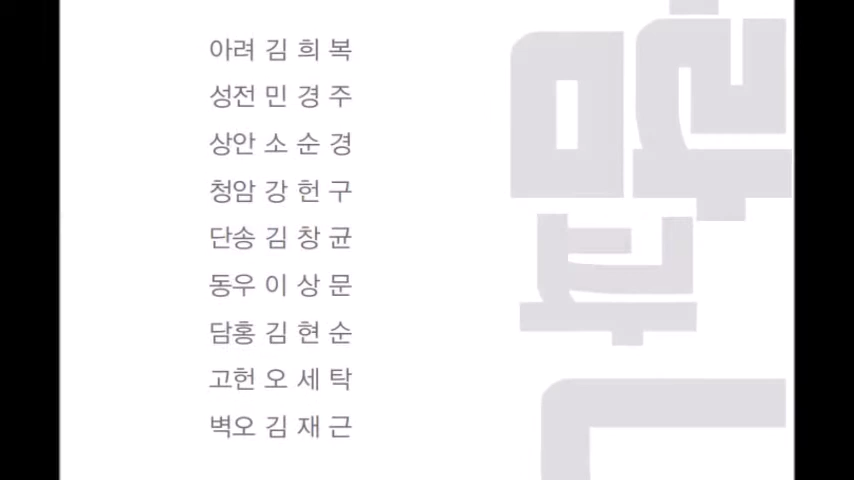 아려 김 희 복
성전 민 경 주
상안 소 순 경
청암 강 헌 구
단송 김 창 균
동우 이 상 문
담홍 김 현 순
고헌 오 세 탁
벽오 김 재 근